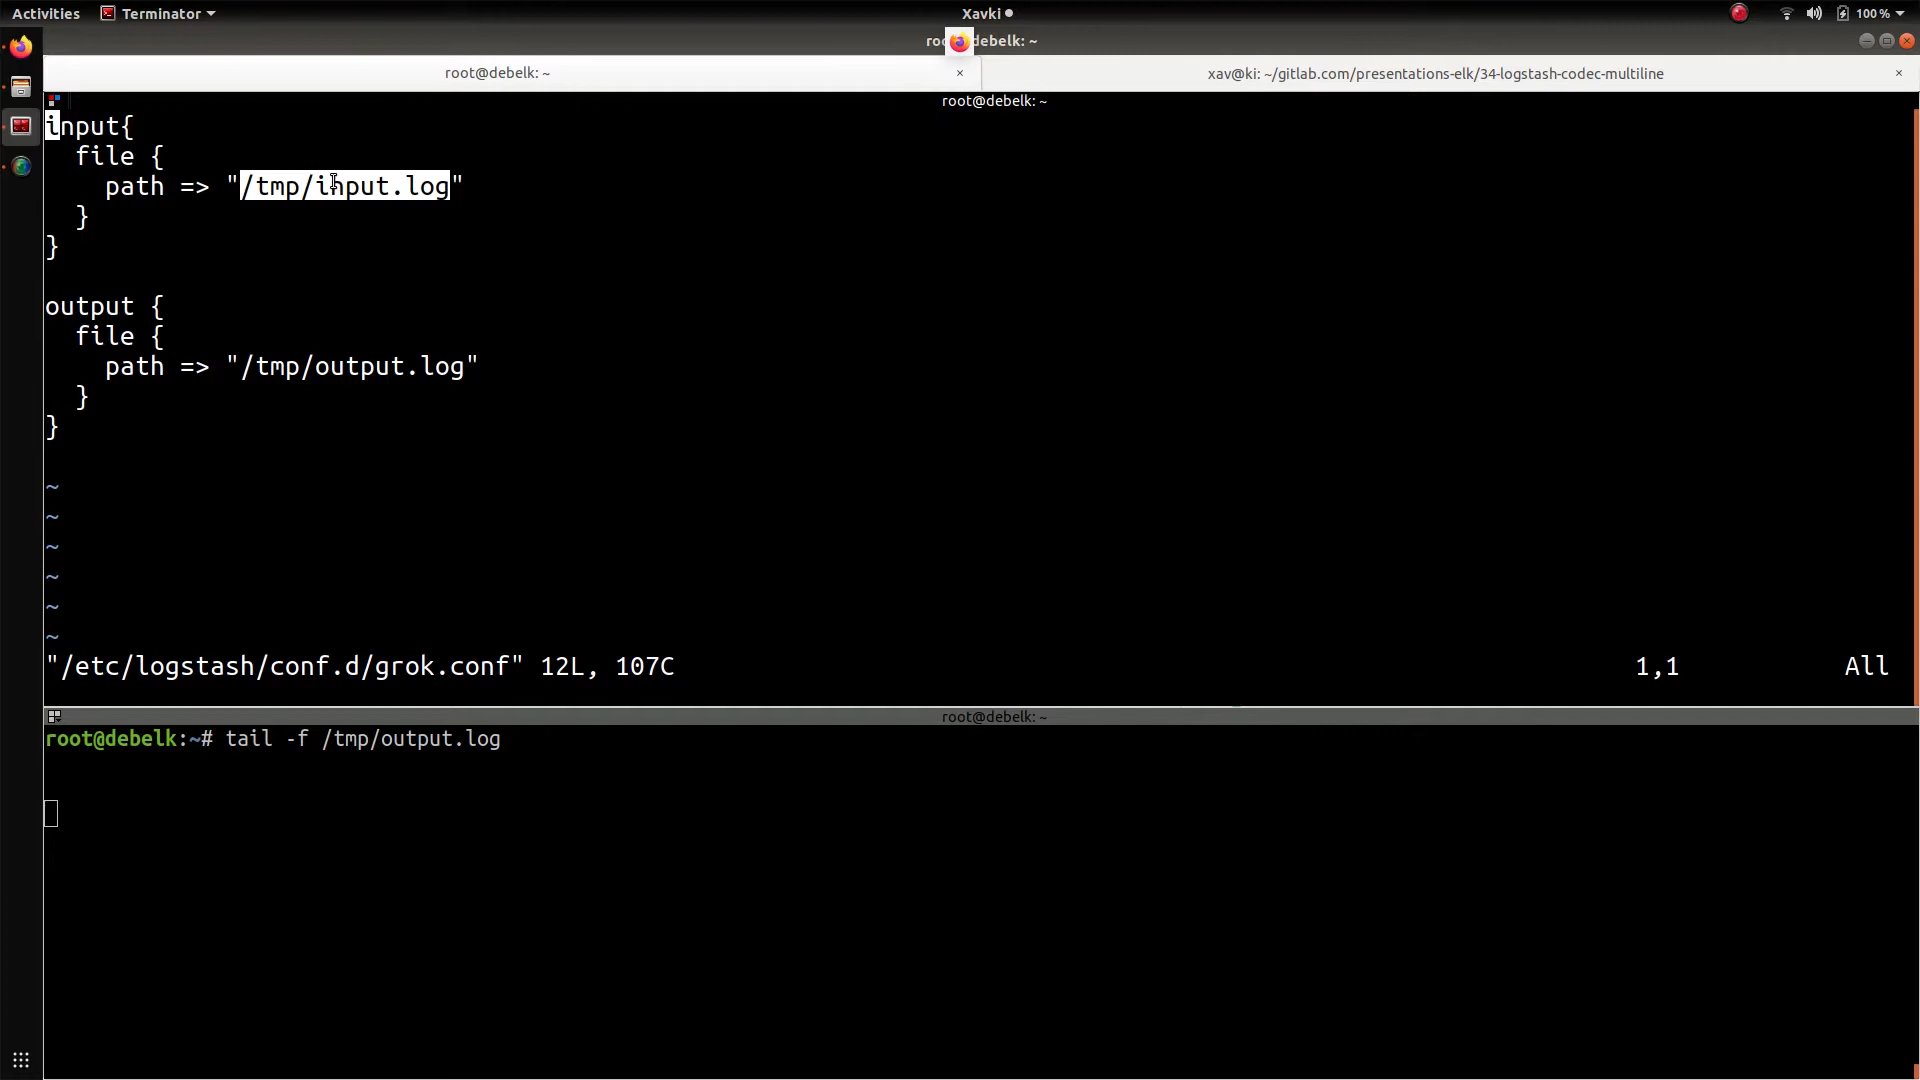 Activities
Terminator
Xavki
100 %
root@debelk: ~
xav@ki: ~/gitlab.com/presentations-elk/34-logstash-codec-multiline
root@debelk: ~
input{
  file {
    path => "/tmp/input.log"
  }
}
output {
  file {
    path => "/tmp/output.log"
  }
}
~
~
~
~
~
~
"/etc/logstash/conf.d/grok.conf" 12L, 107C
1,1
All
root@debelk: ~
root@debelk:~# tail -f /tmp/output.log